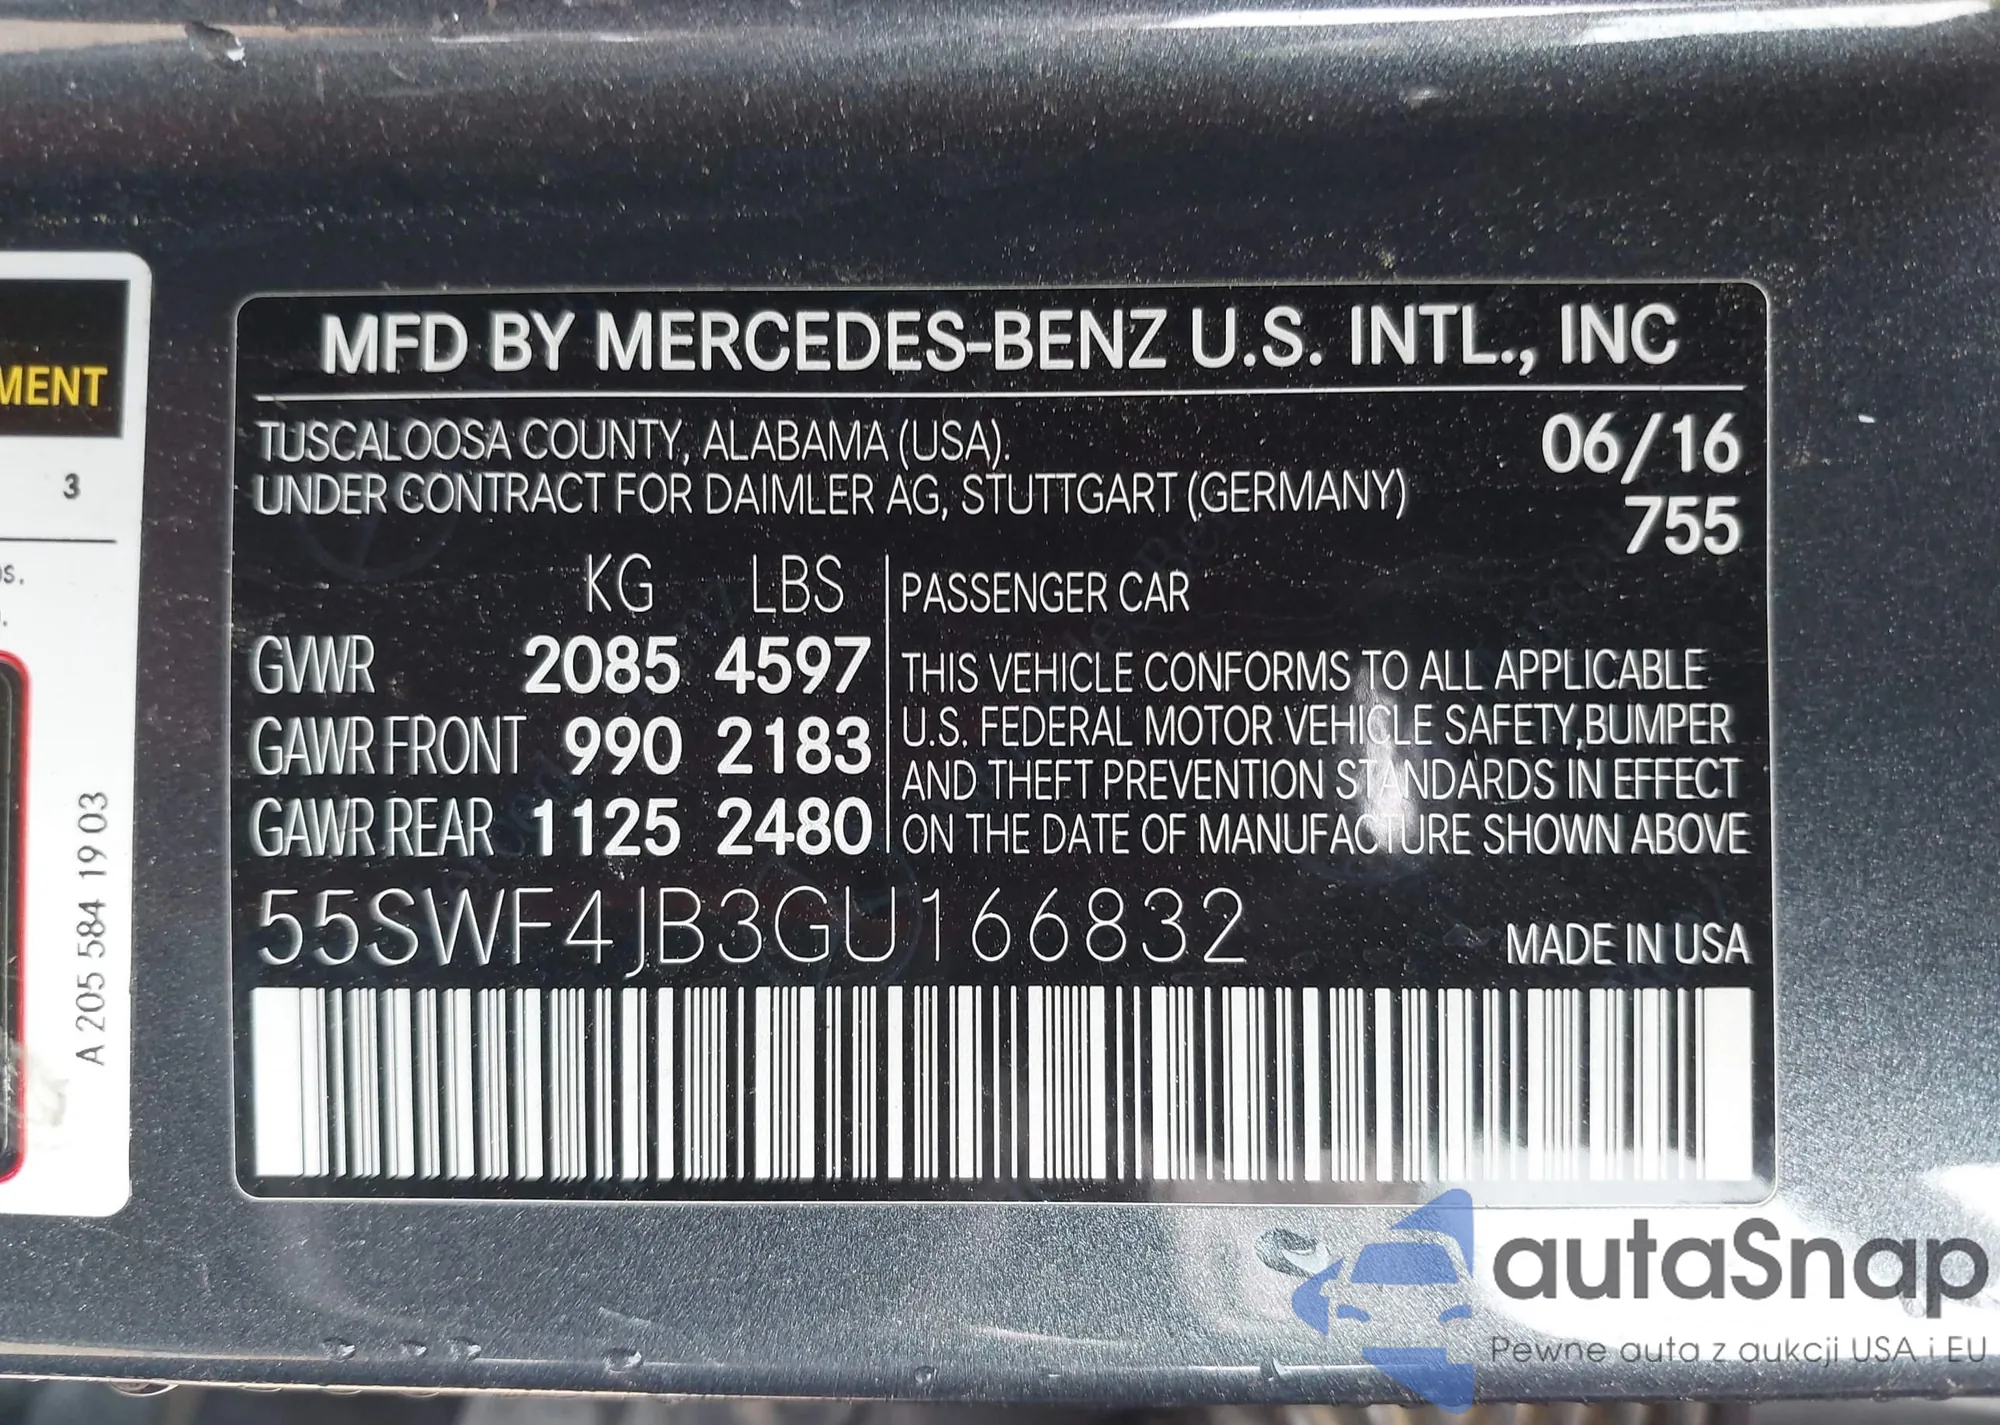 MENT
3
A 205 584 19 03
MFD BY MERCEDES-BENZ U.S. INTL., INC
TUSCALOOSA COUNTY, ALABAMA (USA).
UNDER CONTRACT FOR DAIMLER AG, STUTTGART (GERMANY)
06/16
755
KG LBS
GVWR 2085 4597
GAWR FRONT 990 2183
GAWR REAR 1125 2480
PASSENGER CAR
THIS VEHICLE CONFORMS TO ALL APPLICABLE
U.S. FEDERAL MOTOR VEHICLE SAFETY,BUMPER
AND THEFT PREVENTION STANDARDS IN EFFECT
ON THE DATE OF MANUFACTURE SHOWN ABOVE
55SWF4JB3GU166832
MADE IN USA
autaSnap
Pewne auta z aukcji USA i EU